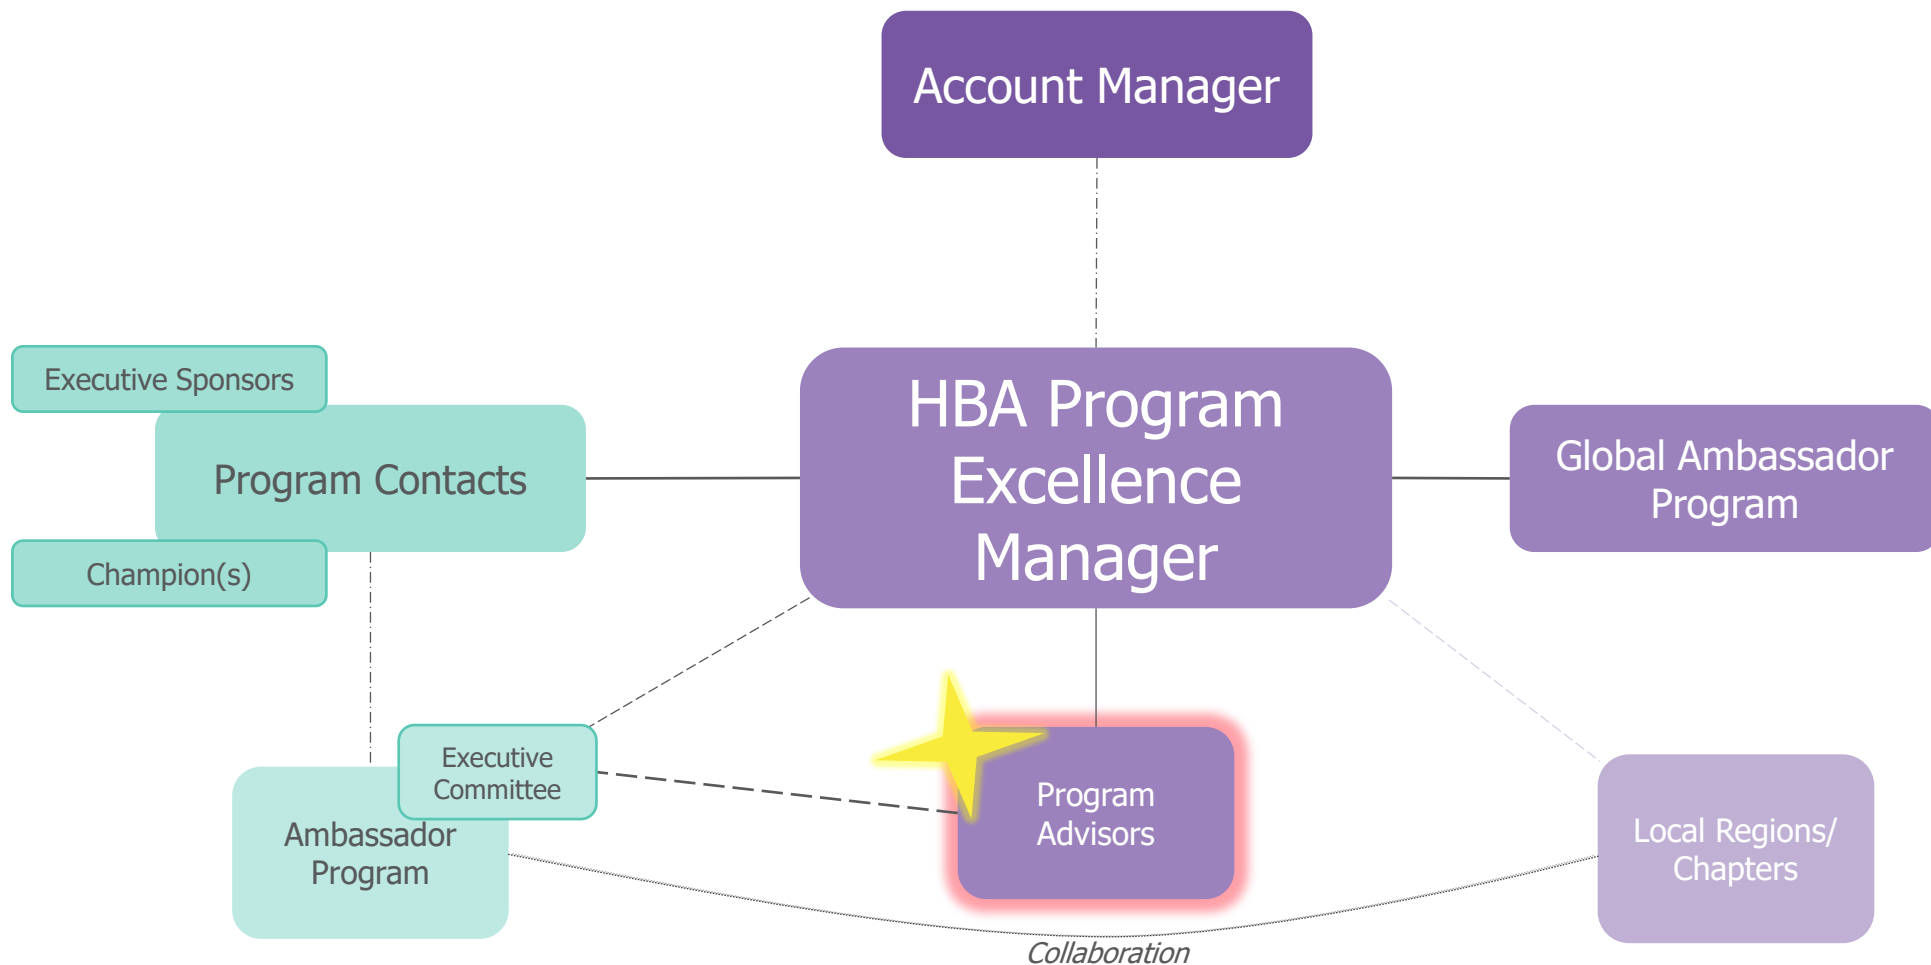 Account Manager
Executive Sponsors
Program Contacts
Champion(s)
HBA Program
Excellence
Manager
Global Ambassador
Program
Executive
Committee
Ambassador
Program
Program
Advisors
Local Regions/
Chapters
Collaboration